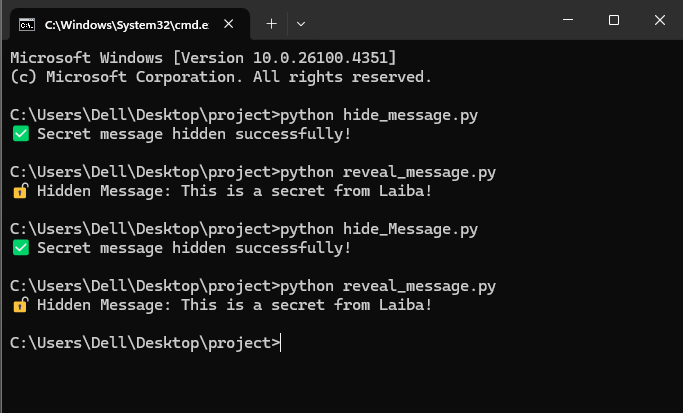 C:\Windows\System32\cmd.e
Microsoft Windows [Version 10.0.26100.4351]
(c) Microsoft Corporation. All rights reserved.
C:\Users\Dell\Desktop\project>python hide_message.py
✅ Secret message hidden successfully!
C:\Users\Dell\Desktop\project>python reveal_message.py
🔓 Hidden Message: This is a secret from Laiba!
C:\Users\Dell\Desktop\project>python hide_Message.py
✅ Secret message hidden successfully!
C:\Users\Dell\Desktop\project>python reveal_message.py
🔓 Hidden Message: This is a secret from Laiba!
C:\Users\Dell\Desktop\project>